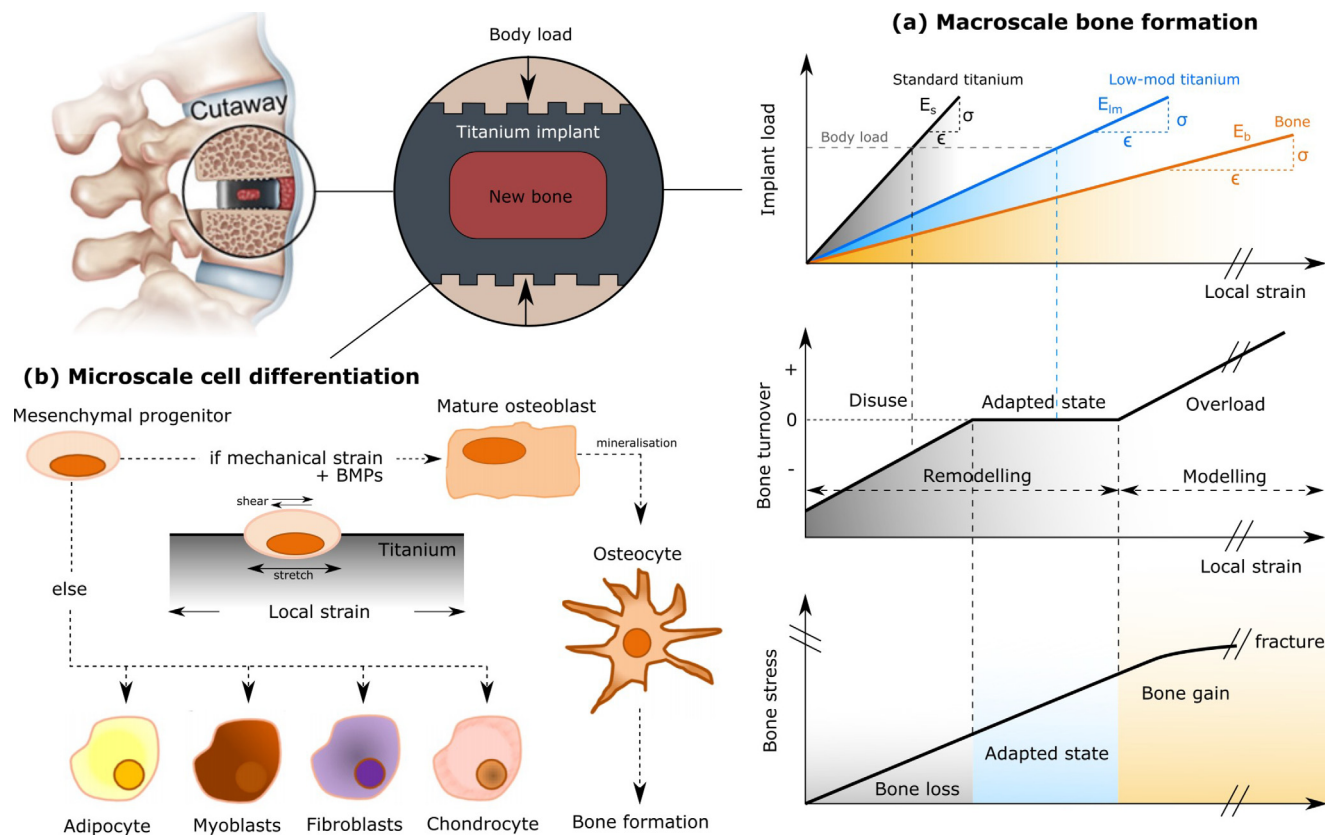 Cutaway
Body load
Titanium implant
New bone
(a) Macroscale bone formation
Implant load
Standard titanium
Low-mod titanium
Bone
Es
σ
ϵ
Elm
σ
ϵ
Eb
σ
ϵ
Body load
Local strain
Bone turnover
+
0
-
Disuse
Adapted state
Overload
Remodelling
Modelling
Local strain
Bone stress
fracture
Bone gain
Adapted state
Bone loss
(b) Microscale cell differentiation
Mesenchymal progenitor
if mechanical strain
+ BMPs
Mature osteoblast
mineralisation
shear
Titanium
stretch
Local strain
else
Osteocyte
Adipocyte
Myoblasts
Fibroblasts
Chondrocyte
Bone formation